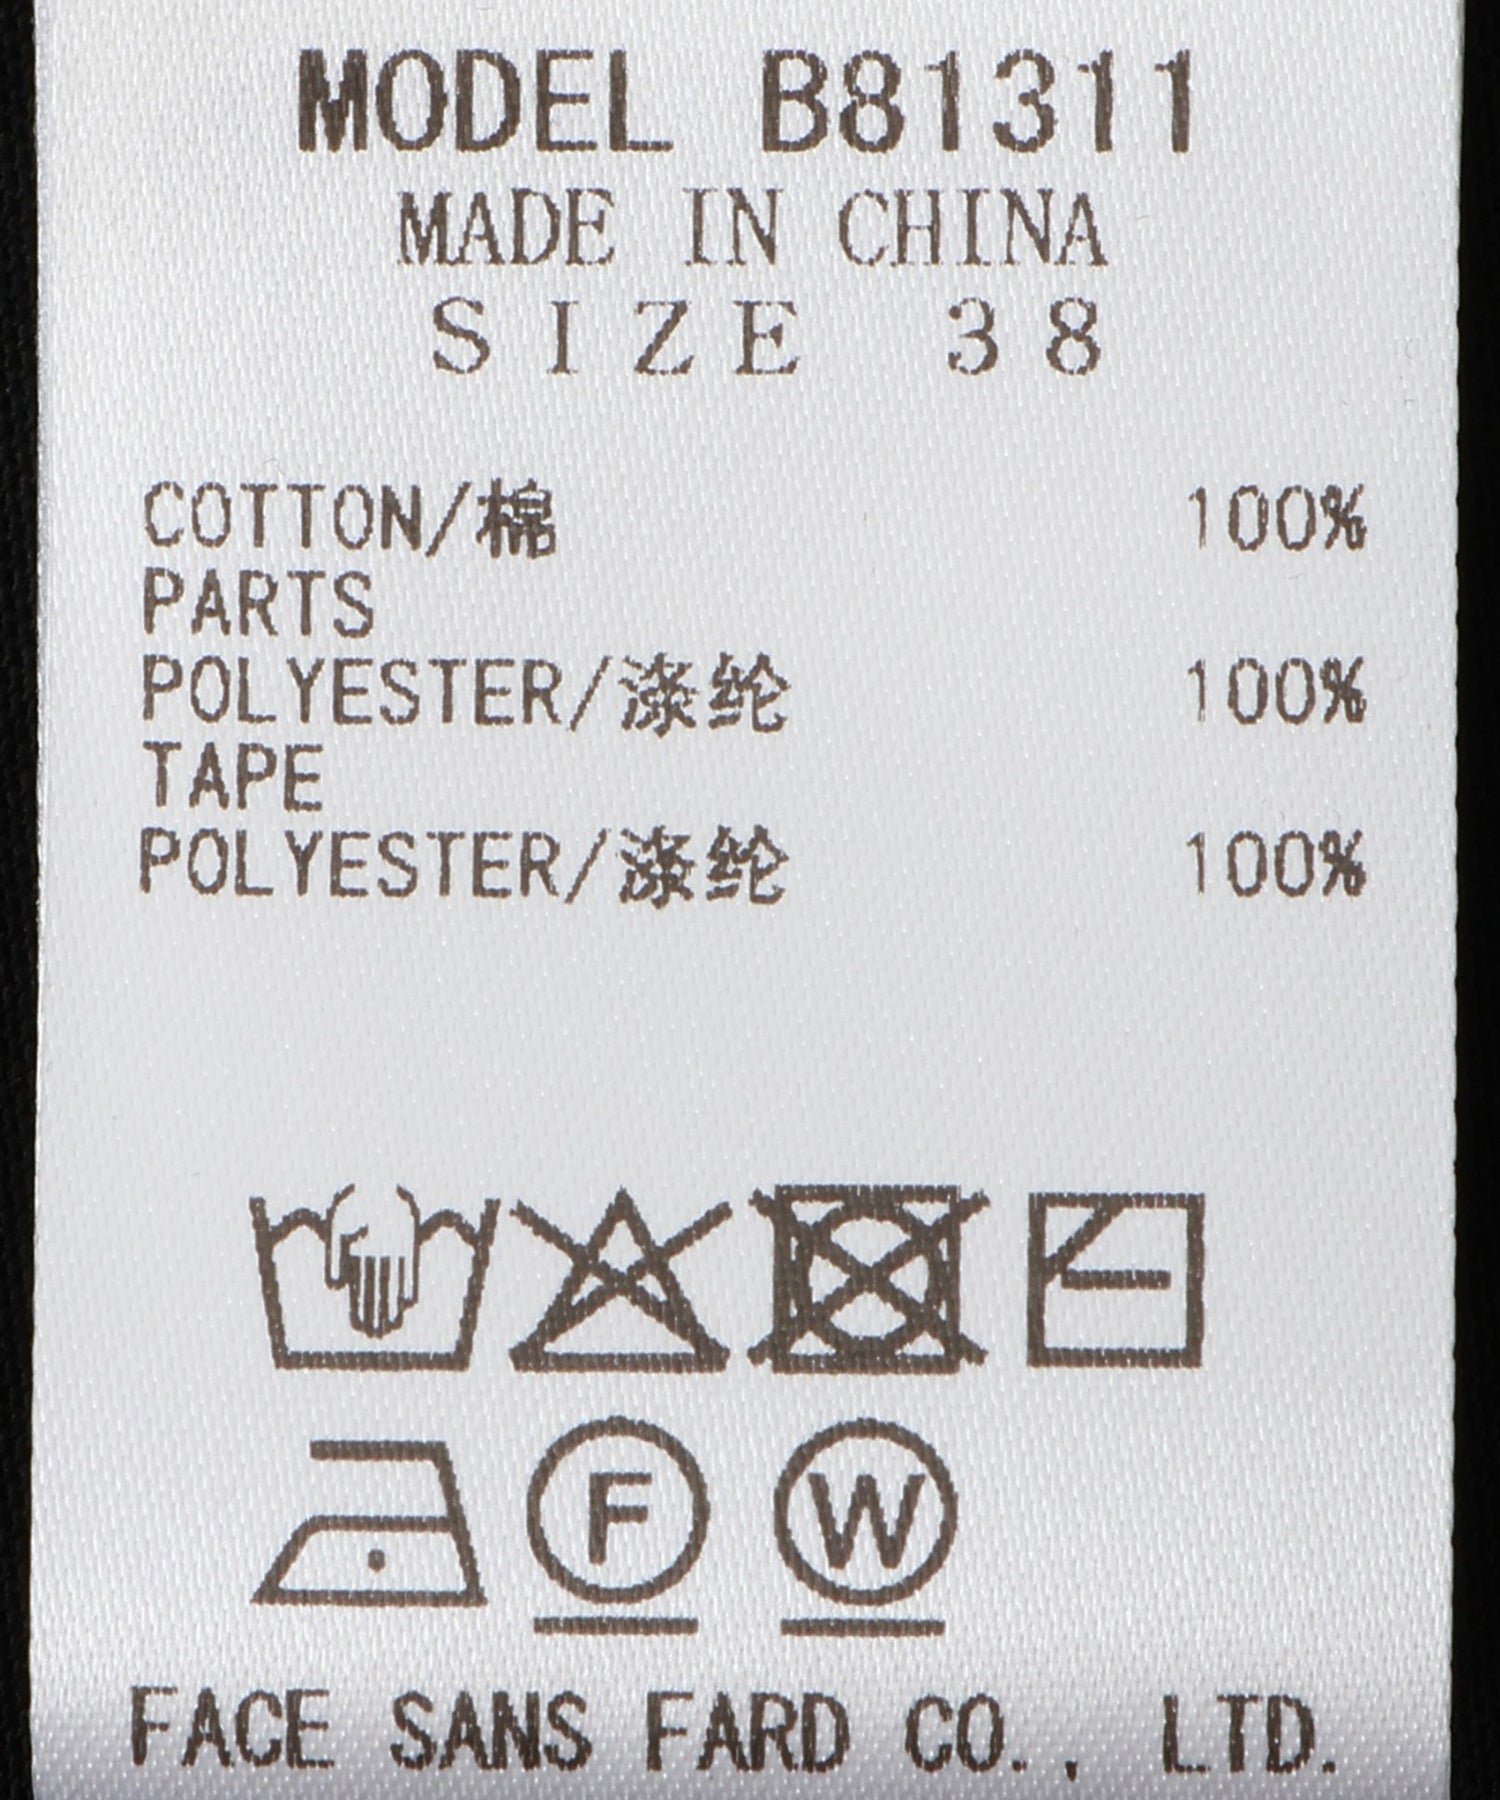 MODEL B81311
MADE IN CHINA
SIZE 38
COTTON/棉 100%
PARTS
POLYESTER/涤纶 100%
TAPE
POLYESTER/涤纶 100%
F W
FACE SANS FARD CO., LTD.